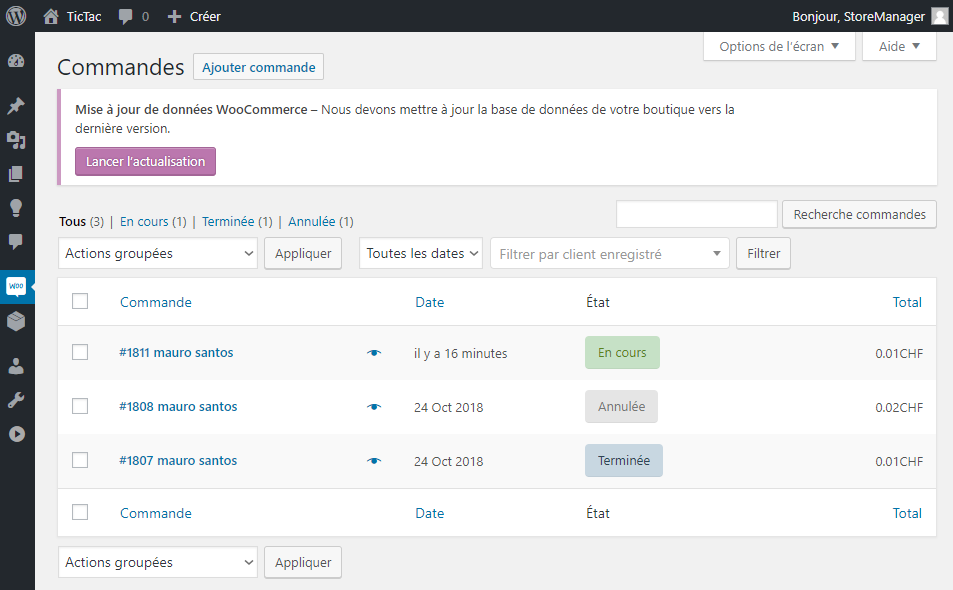 TicTac 0 Créer Bonjour, StoreManager
Options de l'écran Aide
Commandes Ajouter commande
Mise à jour de données WooCommerce – Nous devons mettre à jour la base de données de votre boutique vers la
dernière version.
Lancer l'actualisation
Tous (3) | En cours (1) | Terminée (1) | Annulée (1) Recherche commandes
Actions groupées Appliquer Toutes les dates Filtrer par client enregistré Filtrer
Commande Date État Total
#1811 mauro santos il y a 16 minutes En cours 0.01CHF
#1808 mauro santos 24 Oct 2018 Annulée 0.02CHF
#1807 mauro santos 24 Oct 2018 Terminée 0.01CHF
Commande Date État Total
Actions groupées Appliquer